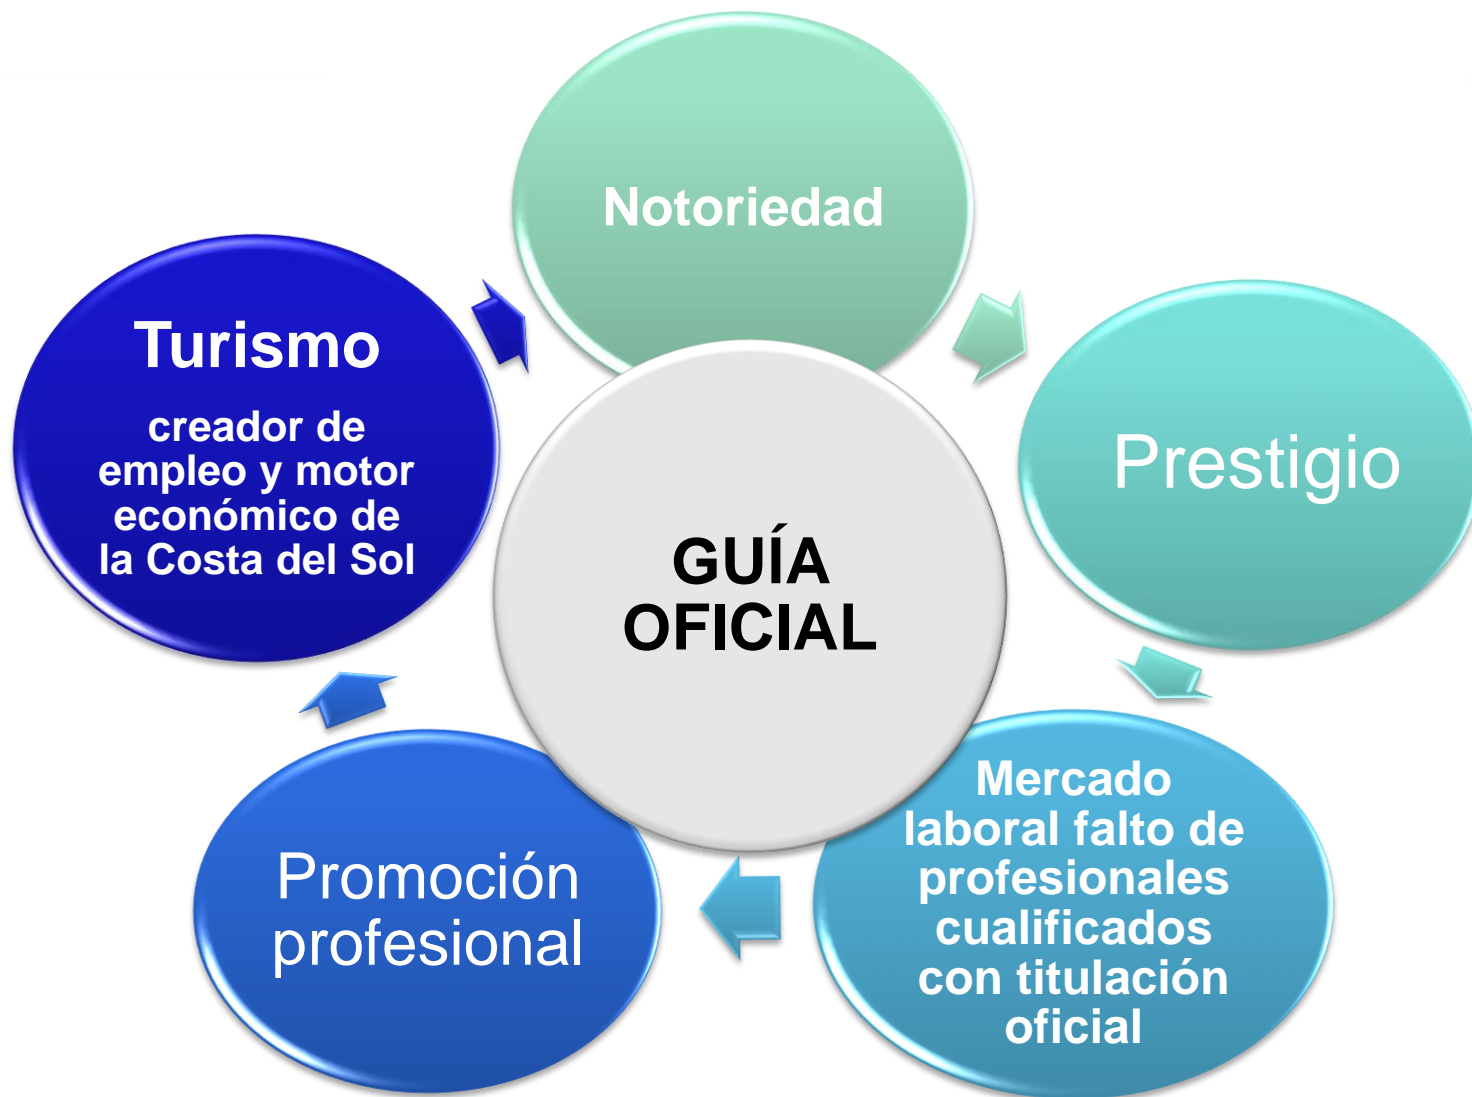 Notoriedad
Turismo
creador de
empleo y motor
económico de
la Costa del Sol
Prestigio
GUÍA
OFICIAL
Mercado
laboral falto de
profesionales
cualificados
con titulación
oficial
Promoción
profesional